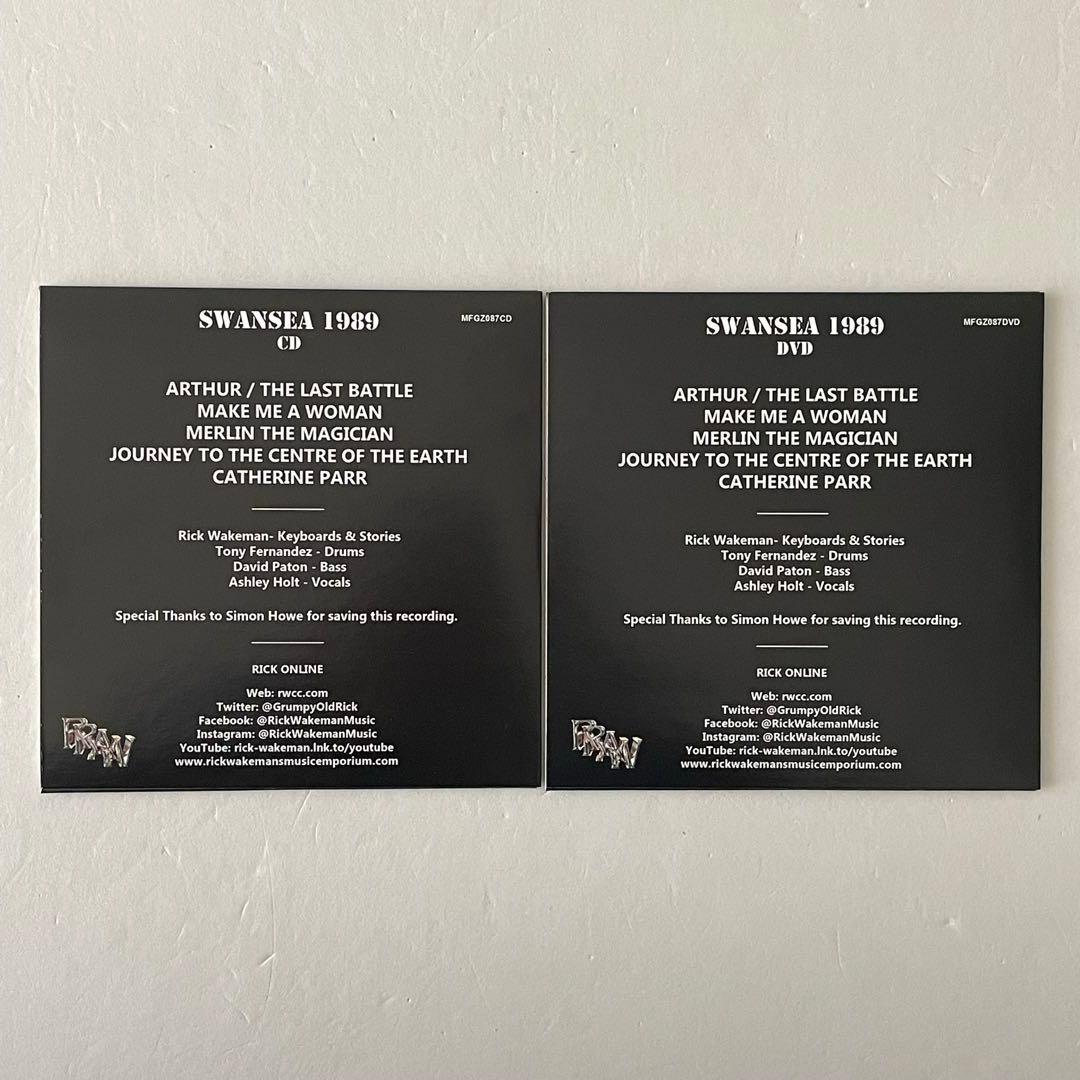 SWANSEA 1989
MFGZ087CD
CD
ARTHUR / THE LAST BATTLE
MAKE ME A WOMAN
MERLIN THE MAGICIAN
JOURNEY TO THE CENTRE OF THE EARTH
CATHERINE PARR
Rick Wakeman- Keyboards & Stories
Tony Fernandez - Drums
David Paton - Bass
Ashley Holt - Vocals
Special Thanks to Simon Howe for saving this recording.
RICK ONLINE
Web: rwcc.com
Twitter: @GrumpyOldRick
Facebook: @RickWakemanMusic
Instagram: @RickWakemanMusic
YouTube: rick-wakeman.lnk.to/youtube
www.rickwakemansmusicemporium.com
RRAW
SWANSEA 1989
MFGZ087DVD
DVD
ARTHUR / THE LAST BATTLE
MAKE ME A WOMAN
MERLIN THE MAGICIAN
JOURNEY TO THE CENTRE OF THE EARTH
CATHERINE PARR
Rick Wakeman- Keyboards & Stories
Tony Fernandez - Drums
David Paton - Bass
Ashley Holt - Vocals
Special Thanks to Simon Howe for saving this recording.
RICK ONLINE
Web: rwcc.com
Twitter: @GrumpyOldRick
Facebook: @RickWakemanMusic
Instagram: @RickWakemanMusic
YouTube: rick-wakeman.lnk.to/youtube
www.rickwakemansmusicemporium.com
RRAW